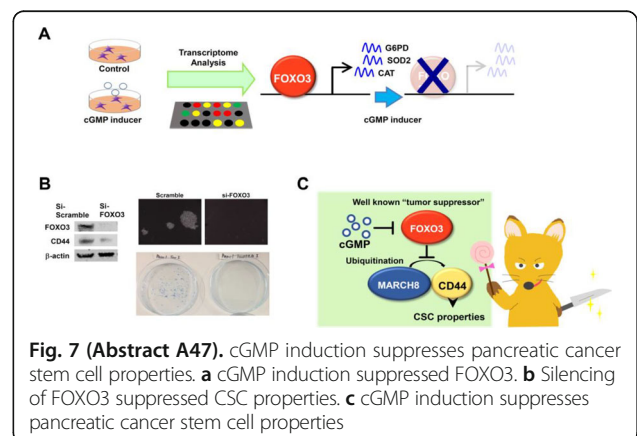 A
Control
cGMP inducer
Transcriptome
Analysis
FOXO3
G6PD
SOD2
CAT
cGMP inducer
B
Si-
Scramble
Si-
FOXO3
FOXO3
CD44
β-actin
Scramble
si-FOXO3
C
Well known "tumor suppressor"
cGMP
FOXO3
Ubiquitination
MARCH8
CD44
CSC properties
Fig. 7 (Abstract A47). cGMP induction suppresses pancreatic cancer
stem cell properties. a cGMP induction suppressed FOXO3. b Silencing
of FOXO3 suppressed CSC properties. c cGMP induction suppresses
pancreatic cancer stem cell properties